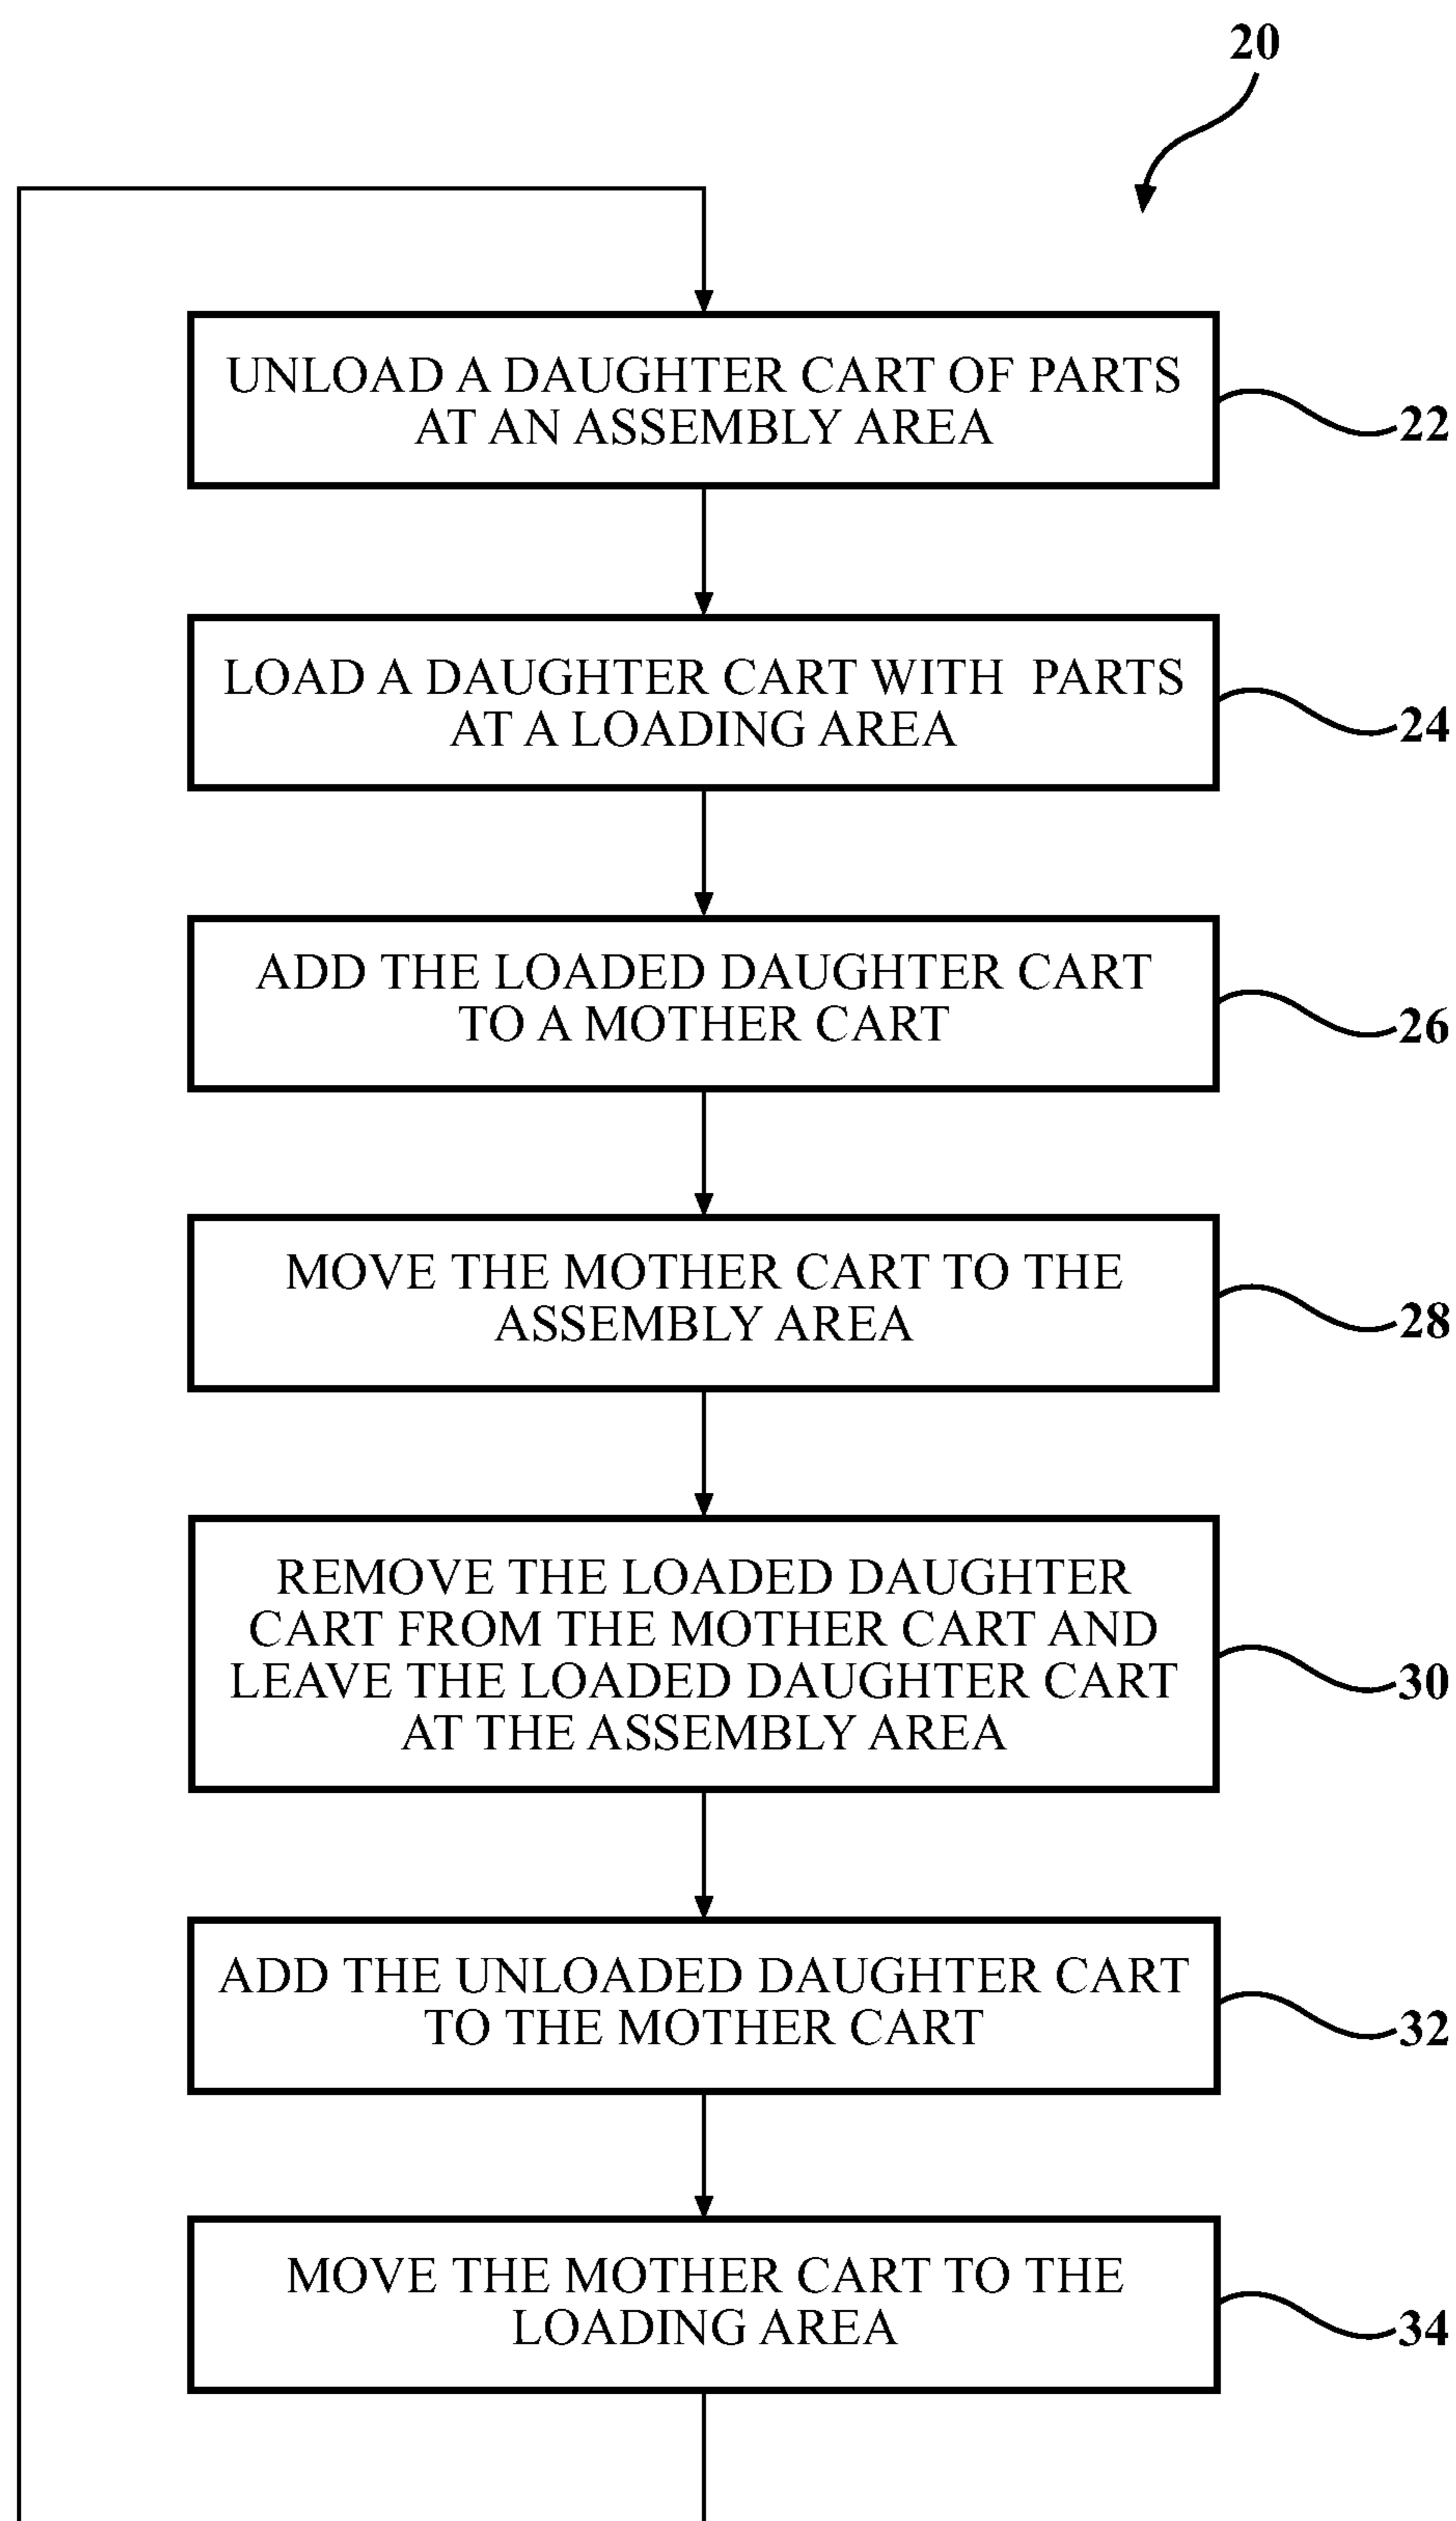 20
UNLOAD A DAUGHTER CART OF PARTS
AT AN ASSEMBLY AREA
22
LOAD A DAUGHTER CART WITH PARTS
AT A LOADING AREA
24
ADD THE LOADED DAUGHTER CART
TO A MOTHER CART
26
MOVE THE MOTHER CART TO THE
ASSEMBLY AREA
28
REMOVE THE LOADED DAUGHTER
CART FROM THE MOTHER CART AND
LEAVE THE LOADED DAUGHTER CART
AT THE ASSEMBLY AREA
30
ADD THE UNLOADED DAUGHTER CART
TO THE MOTHER CART
32
MOVE THE MOTHER CART TO THE
LOADING AREA
34